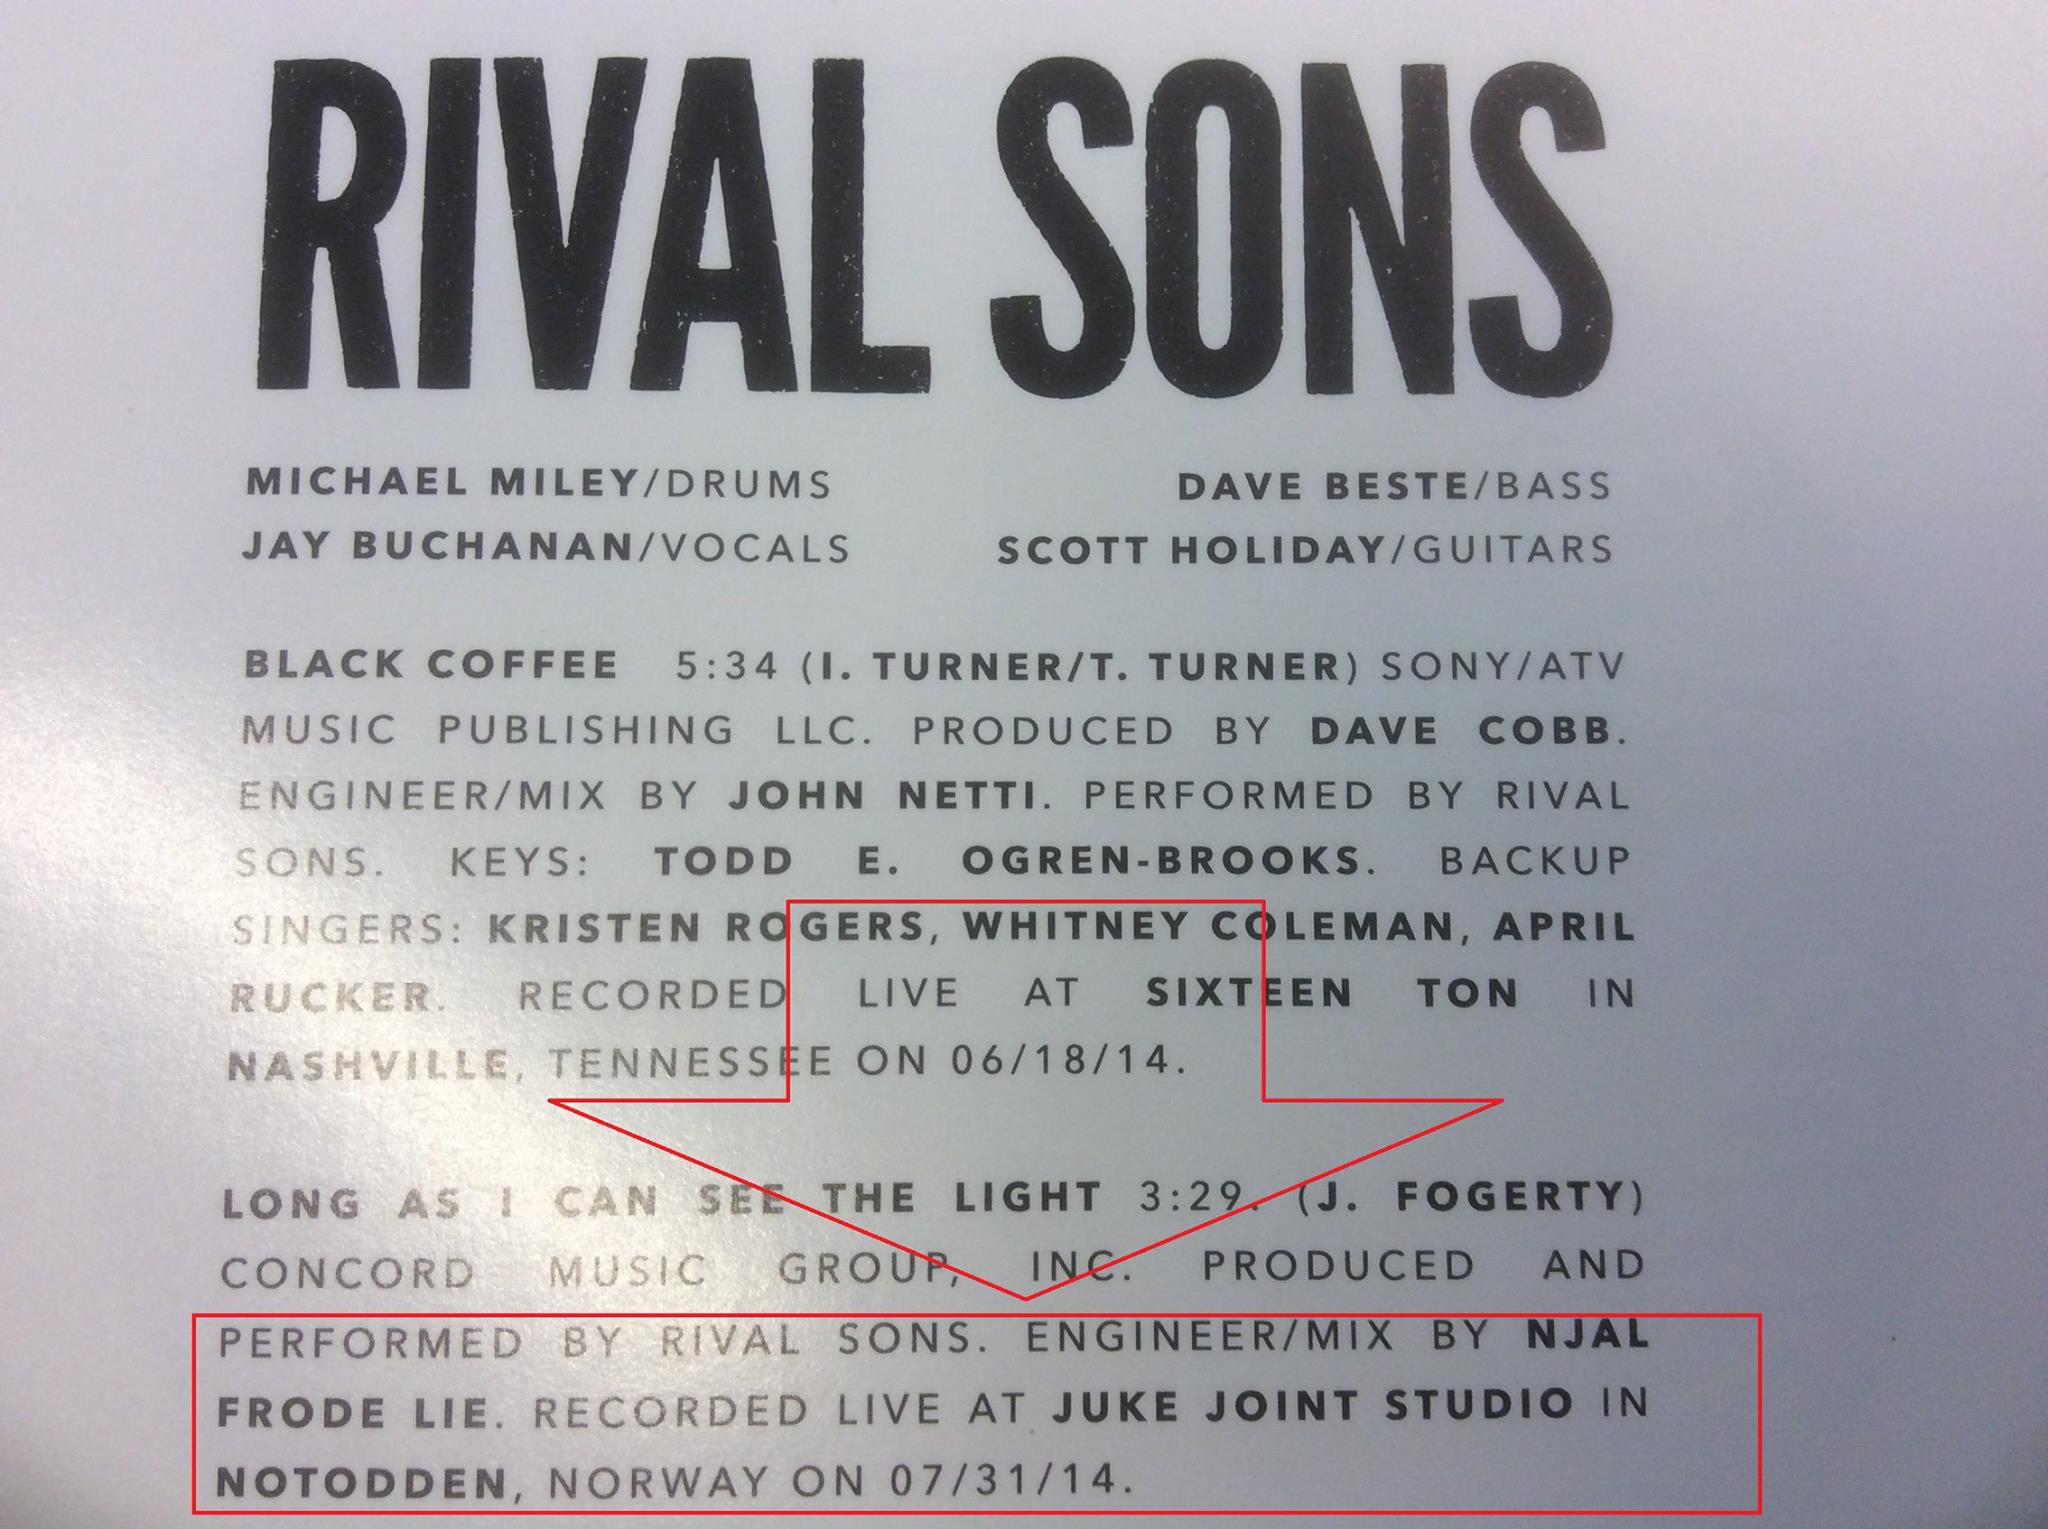 RIVAL SONS
MICHAEL MILEY/DRUMS DAVE BESTE/BASS
JAY BUCHANAN/VOCALS SCOTT HOLIDAY/GUITARS
BLACK COFFEE 5:34 (I. TURNER/T. TURNER) SONY/ATV
MUSIC PUBLISHING LLC. PRODUCED BY DAVE COBB.
ENGINEER/MIX BY JOHN NETTI. PERFORMED BY RIVAL
SONS. KEYS: TODD E. OGREN-BROOKS. BACKUP
SINGERS: KRISTEN ROGERS, WHITNEY COLEMAN, APRIL
RUCKER. RECORDED LIVE AT SIXTEEN TON IN
NASHVILLE, TENNESSEE ON 06/18/14.
LONG AS I CAN SEE THE LIGHT 3:29. (J. FOGERTY)
CONCORD MUSIC GROUP, INC. PRODUCED AND
PERFORMED BY RIVAL SONS. ENGINEER/MIX BY NJAL
FRODE LIE. RECORDED LIVE AT JUKE JOINT STUDIO IN
NOTODDEN, NORWAY ON 07/31/14.